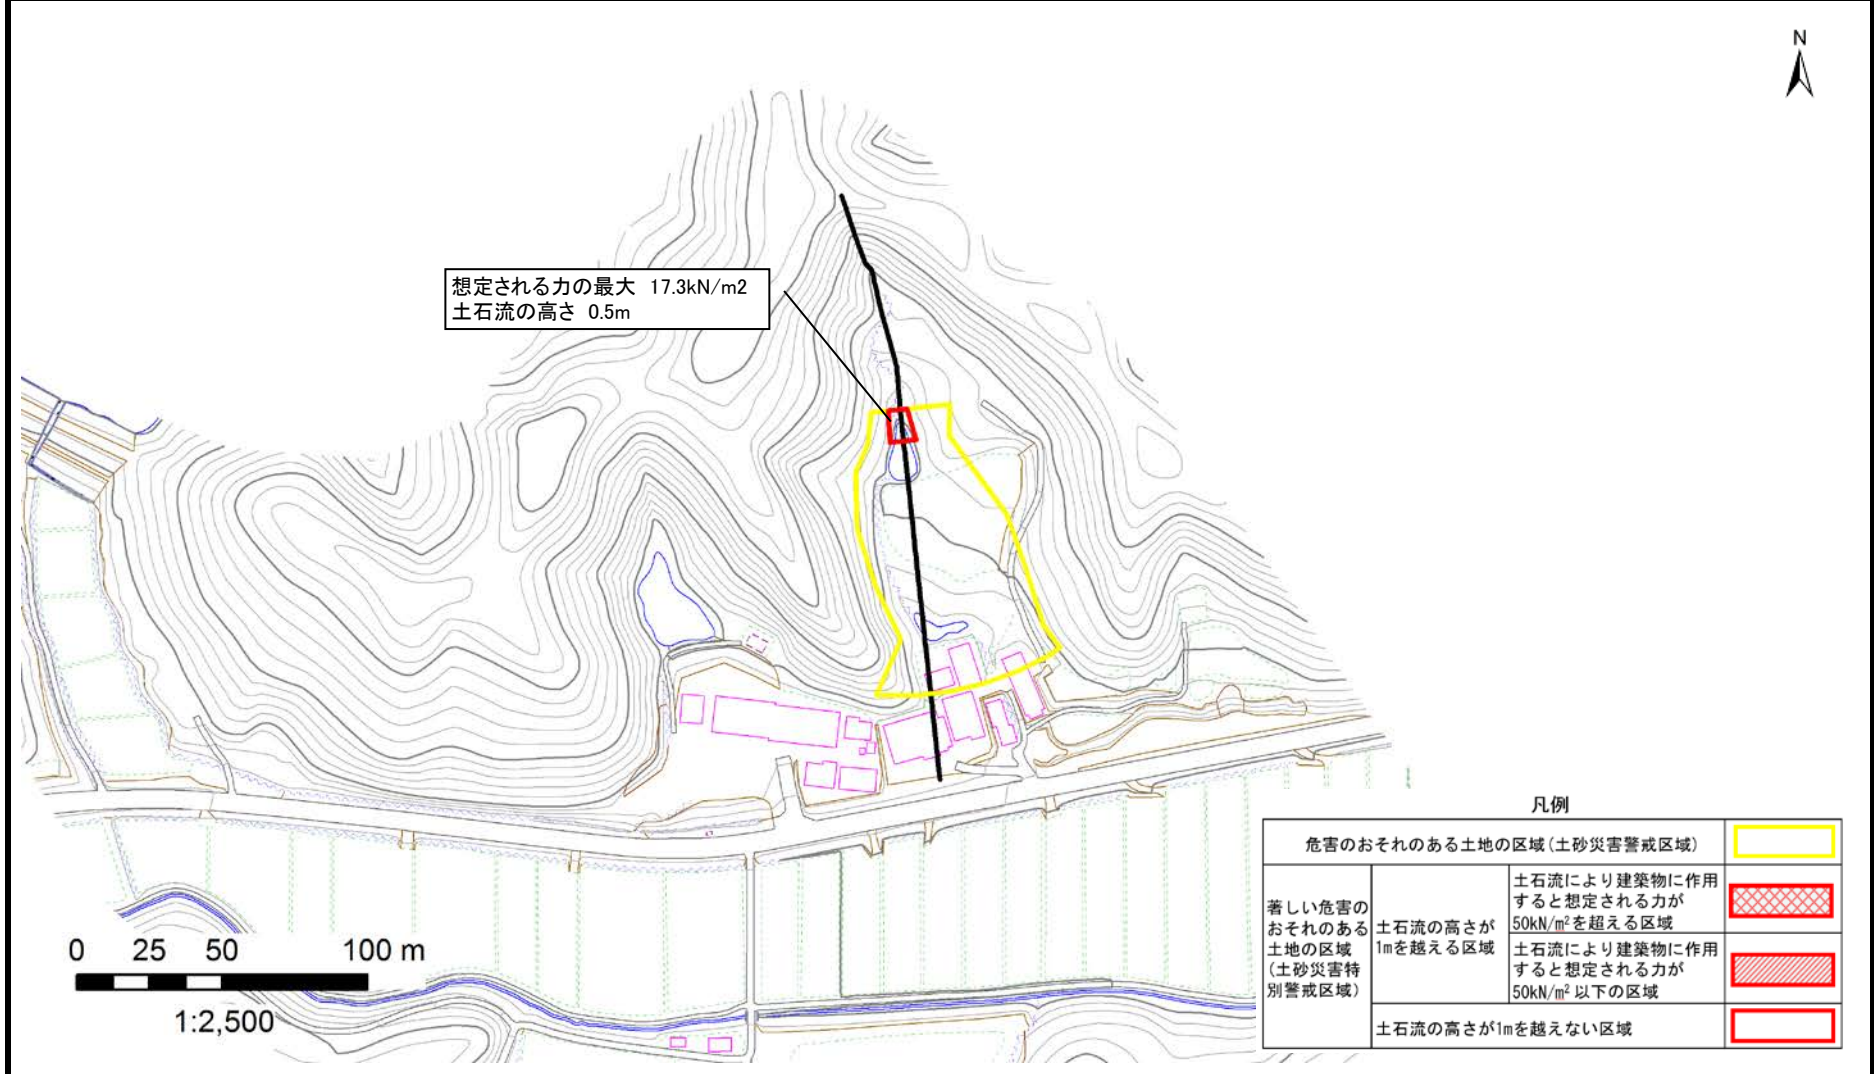 N
想定される力の最大 17.3kN/m2
土石流の高さ 0.5m
0 25 50 100 m
1:2,500
凡例
危害のおそれのある土地の区域(土砂災害警戒区域)
著しい危害の
おそれのある
土地の区域
(土砂災害特
別警戒区域)
土石流の高さが
1mを越える区域
土石流により建築物に作用
すると想定される力が
50kN/㎡を超える区域
土石流により建築物に作用
すると想定される力が
50kN/㎡以下の区域
土石流の高さが1mを越えない区域